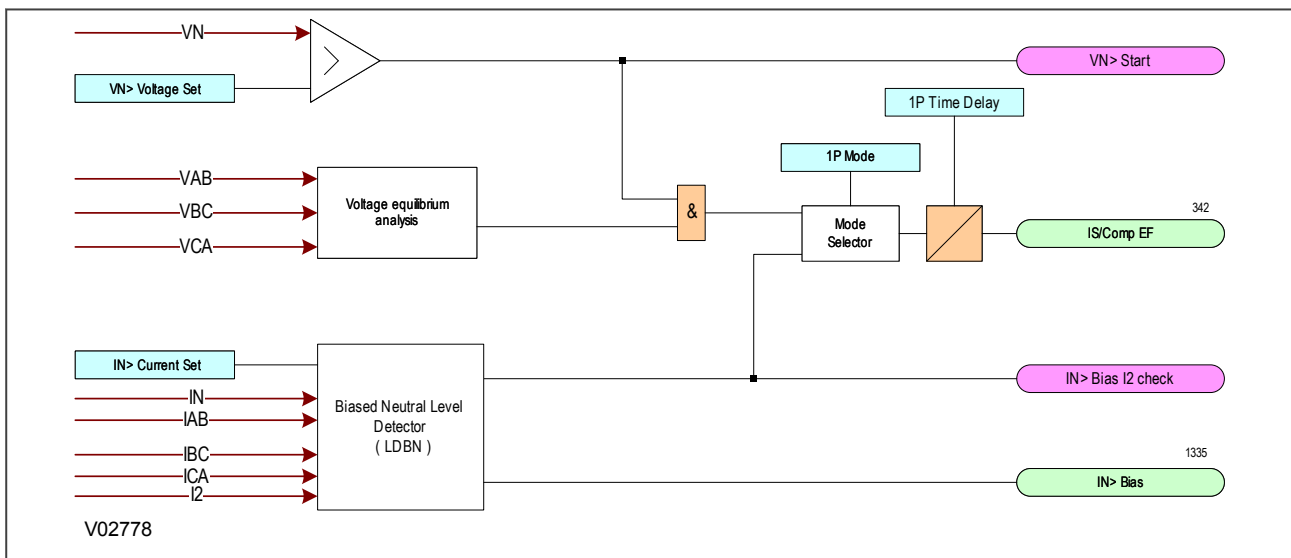 VN
VN> Voltage Set
VN> Start
1P Time Delay
1P Mode
VAB
VBC
VCA
Voltage equilibrium
analysis
&
Mode
Selector
342
IS/Comp EF
IN> Current Set
IN
IAB
IBC
ICA
I2
Biased Neutral Level
Detector
( LDBN )
IN> Bias I2 check
1335
IN> Bias
V02778